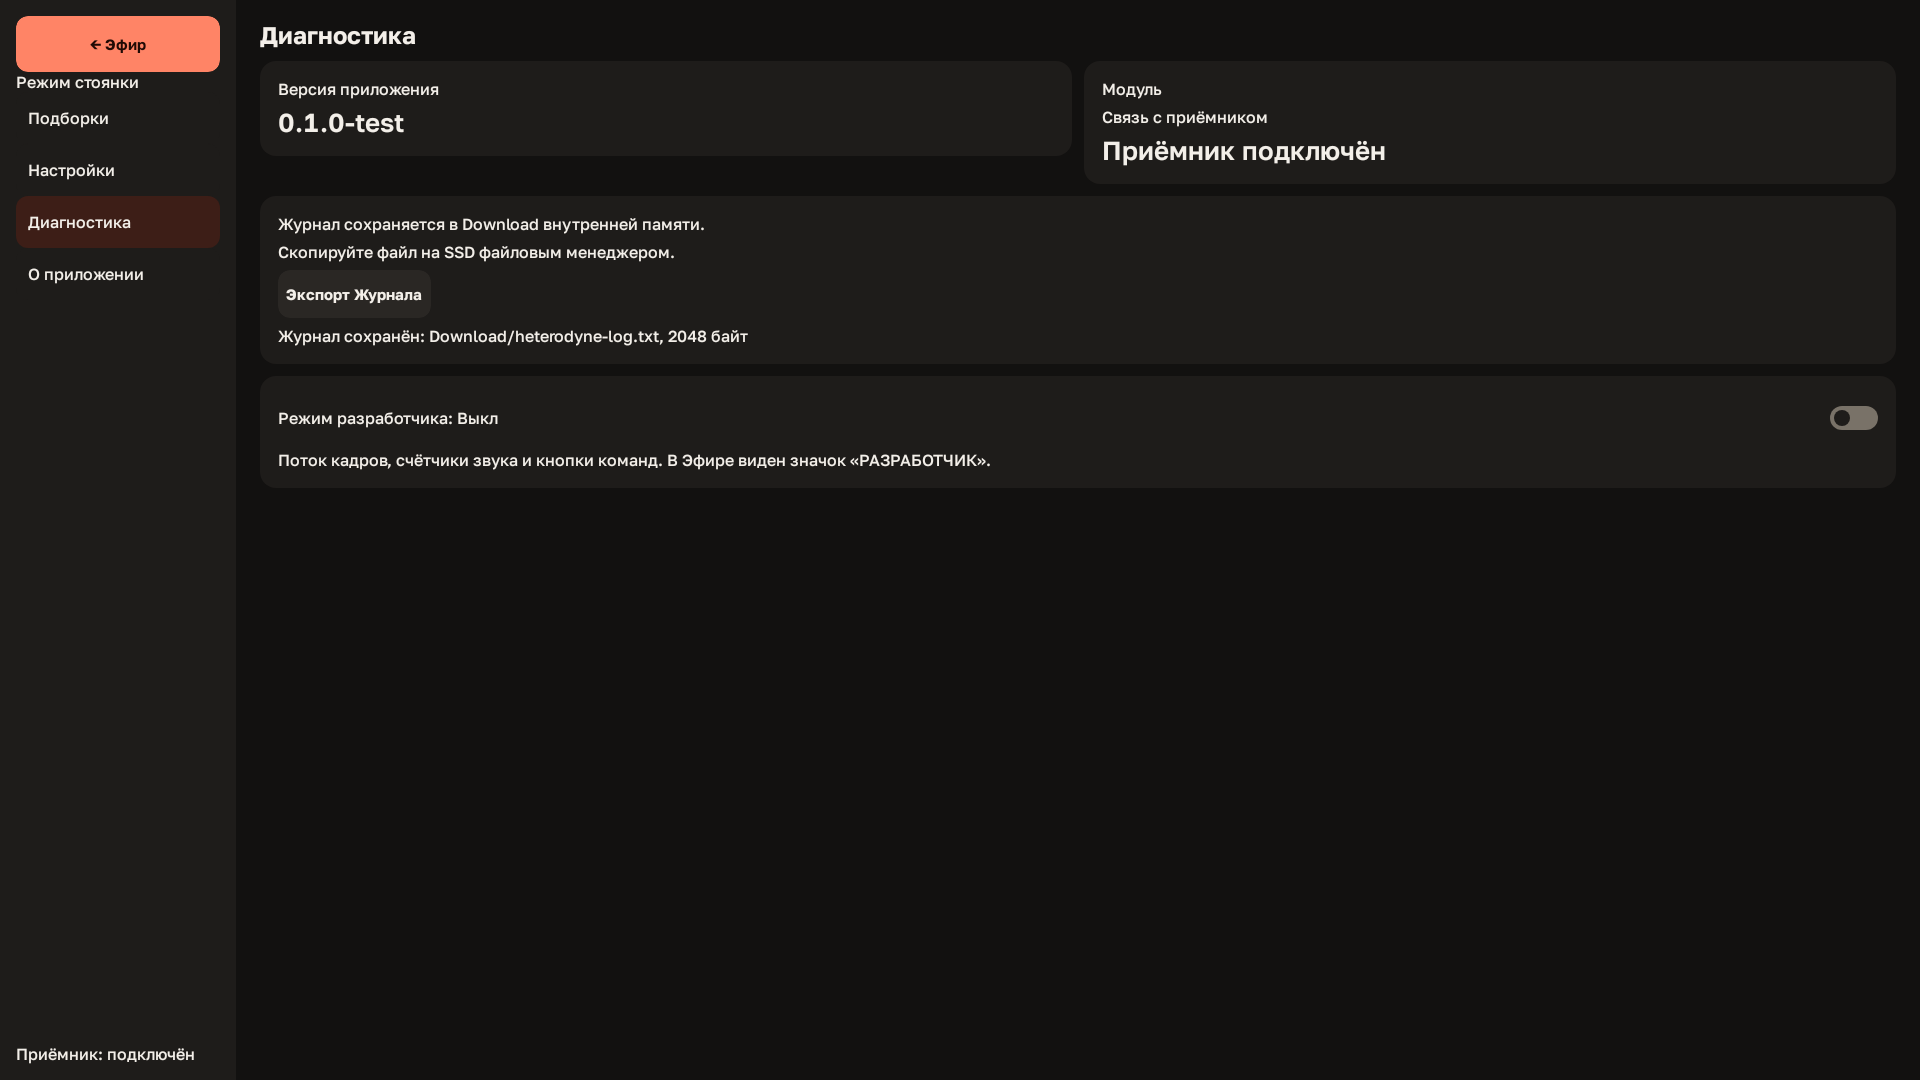 ← Эфир
Режим стоянки
Подборки
Настройки
Диагностика
О приложении
Приёмник: подключён
Диагностика
Версия приложения
0.1.0-test
Модуль
Связь с приёмником
Приёмник подключён
Журнал сохраняется в Download внутренней памяти.
Скопируйте файл на SSD файловым менеджером.
Экспорт Журнала
Журнал сохранён: Download/heterodyne-log.txt, 2048 байт
Режим разработчика: Выкл
Поток кадров, счётчики звука и кнопки команд. В Эфире виден значок «РАЗРАБОТЧИК».